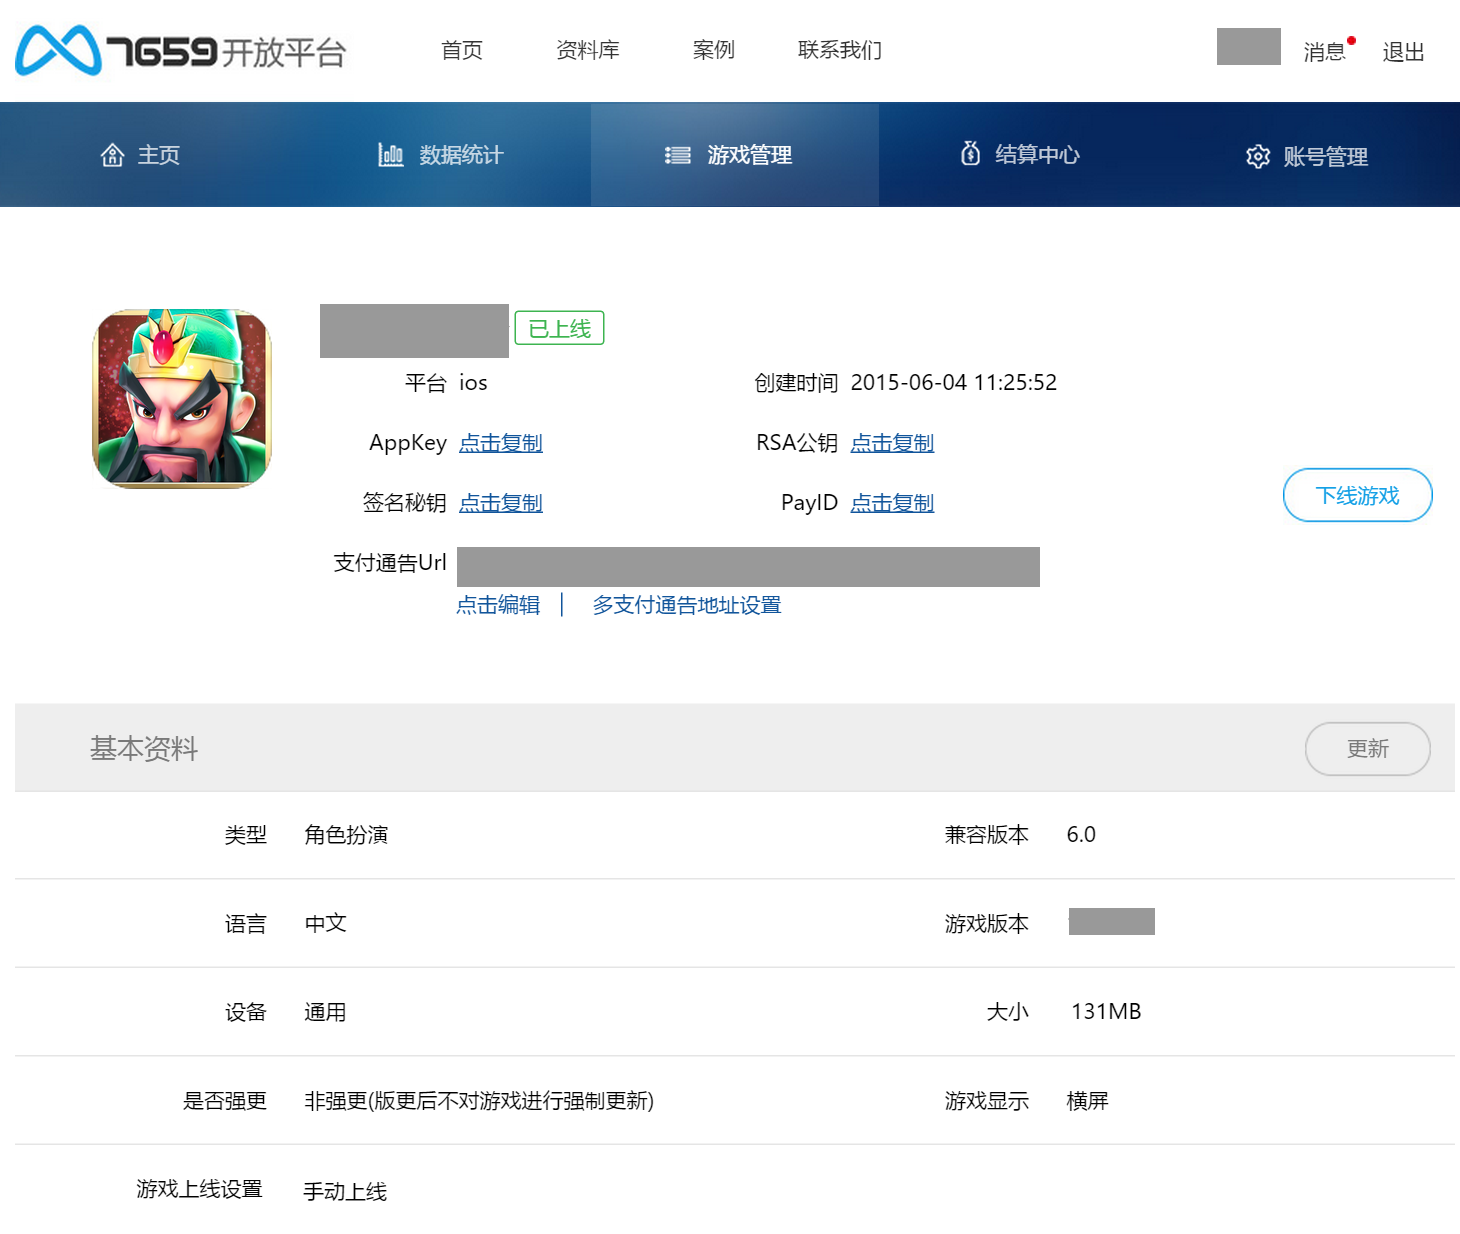 7659开放平台 首页 资料库 案例 联系我们 消息 退出
主页 数据统计 游戏管理 结算中心 账号管理
已上线
平台 ios 创建时间 2015-06-04 11:25:52
AppKey 点击复制 RSA公钥 点击复制
签名秘钥 点击复制 PayID 点击复制
下线游戏
支付通告Url
点击编辑 | 多支付通告地址设置
基本资料 更新
类型 角色扮演 兼容版本 6.0
语言 中文 游戏版本
设备 通用 大小 131MB
是否强更 非强更(版更后不对游戏进行强制更新) 游戏显示 横屏
游戏上线设置 手动上线